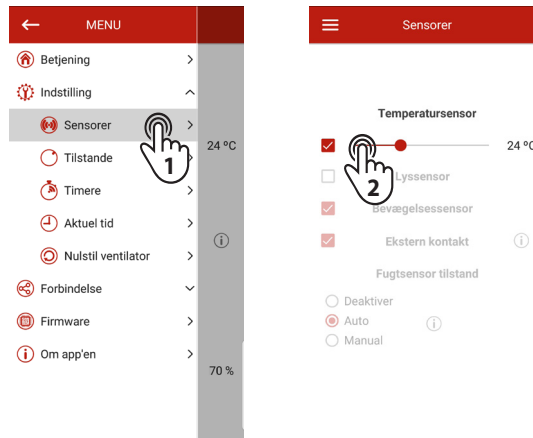 MENU
Betjening
Indstilling
Sensorer
Tilstande
Timere
Aktuel tid
Nulstil ventilator
Forbindelse
Firmware
Om app'en
24 ºC
70 %
1
Sensorer
Temperatursensor
24 ºC
2
Lyssensor
Bevægelsessensor
Ekstern kontakt
Fugtsensor tilstand
Deaktiver
Auto
Manual